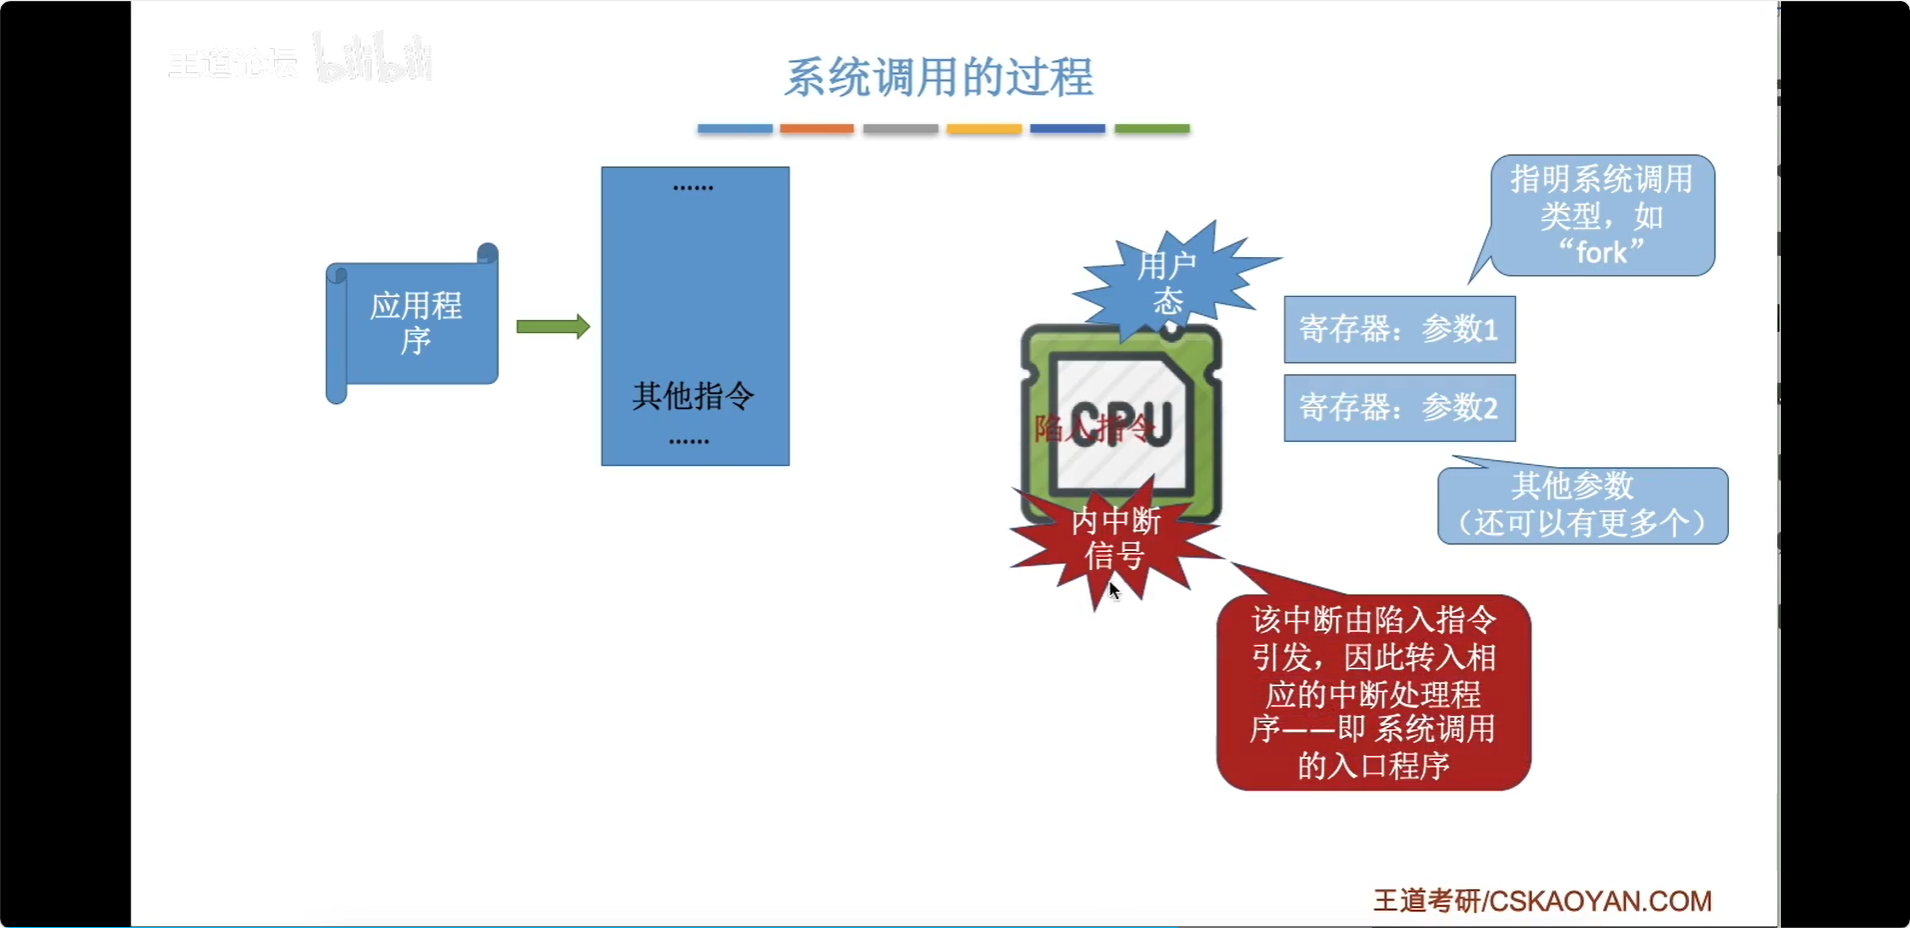 王道论坛 bilibili
系统调用的过程
......
应用程
序
其他指令
......
用户
态
CPU
陷入指令
内中断
信号
指明系统调用
类型，如
“fork”
寄存器：参数1
寄存器：参数2
其他参数
（还可以有更多个）
该中断由陷入指令
引发，因此转入相
应的中断处理程
序——即 系统调用
的入口程序
王道考研/CSKAOYAN.COM